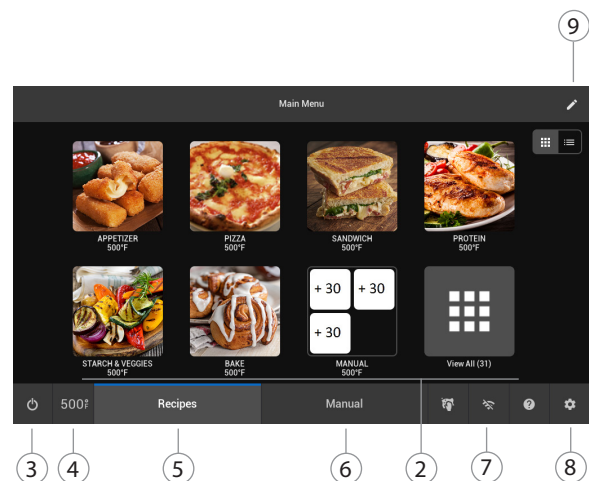 9
Main Menu
APPETIZER
500°F
PIZZA
500°F
SANDWICH
500°F
PROTEIN
500°F
+ 30 + 30
+ 30
STARCH & VEGGIES
500°F
BAKE
500°F
MANUAL
500°F
View All (31)
500°F Recipes Manual
3 4 5 6 2 7 8